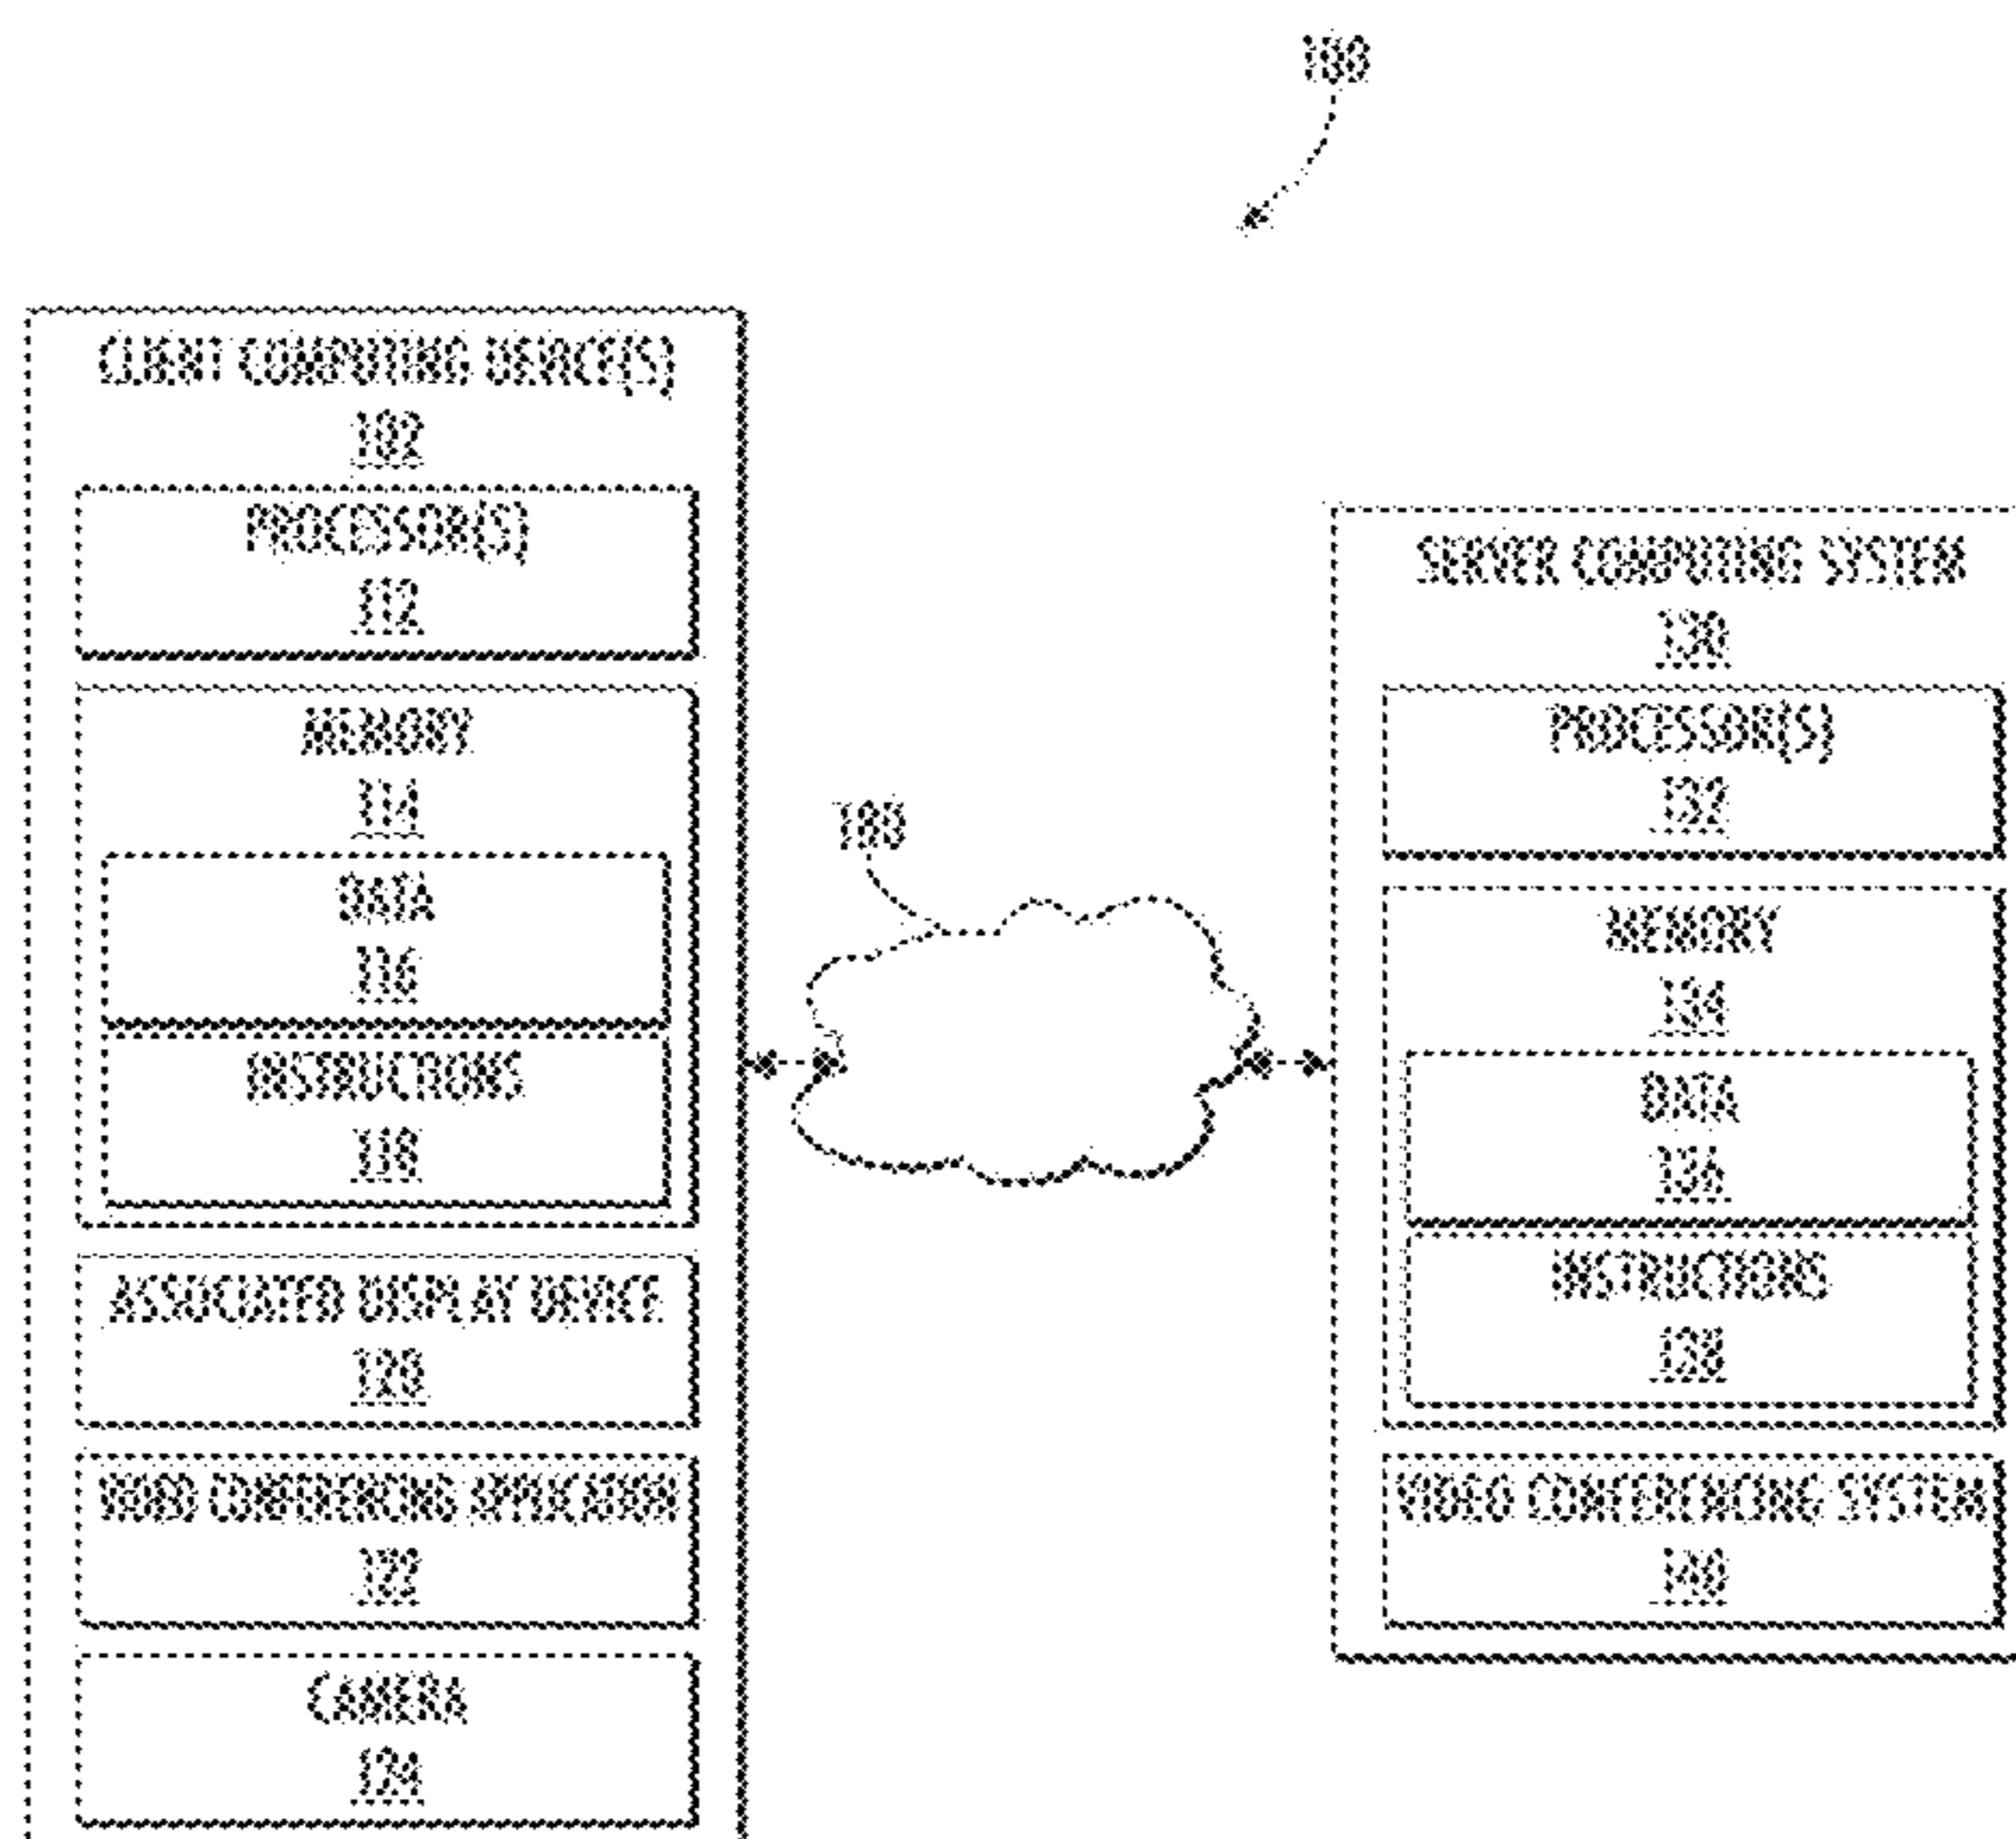 CLIENT COMPUTING DEVICE(S)
102
PROCESSOR(S)
112
MEMORY
114
DATA
116
INSTRUCTIONS
118
ASSOCIATED DISPLAY DEVICE
120
VIDEO CONFERENCING APPLICATION
122
CAMERA
124
SERVER COMPUTING SYSTEM
130
PROCESSOR(S)
132
MEMORY
134
DATA
136
INSTRUCTIONS
138
VIDEO CONFERENCING SYSTEM
140